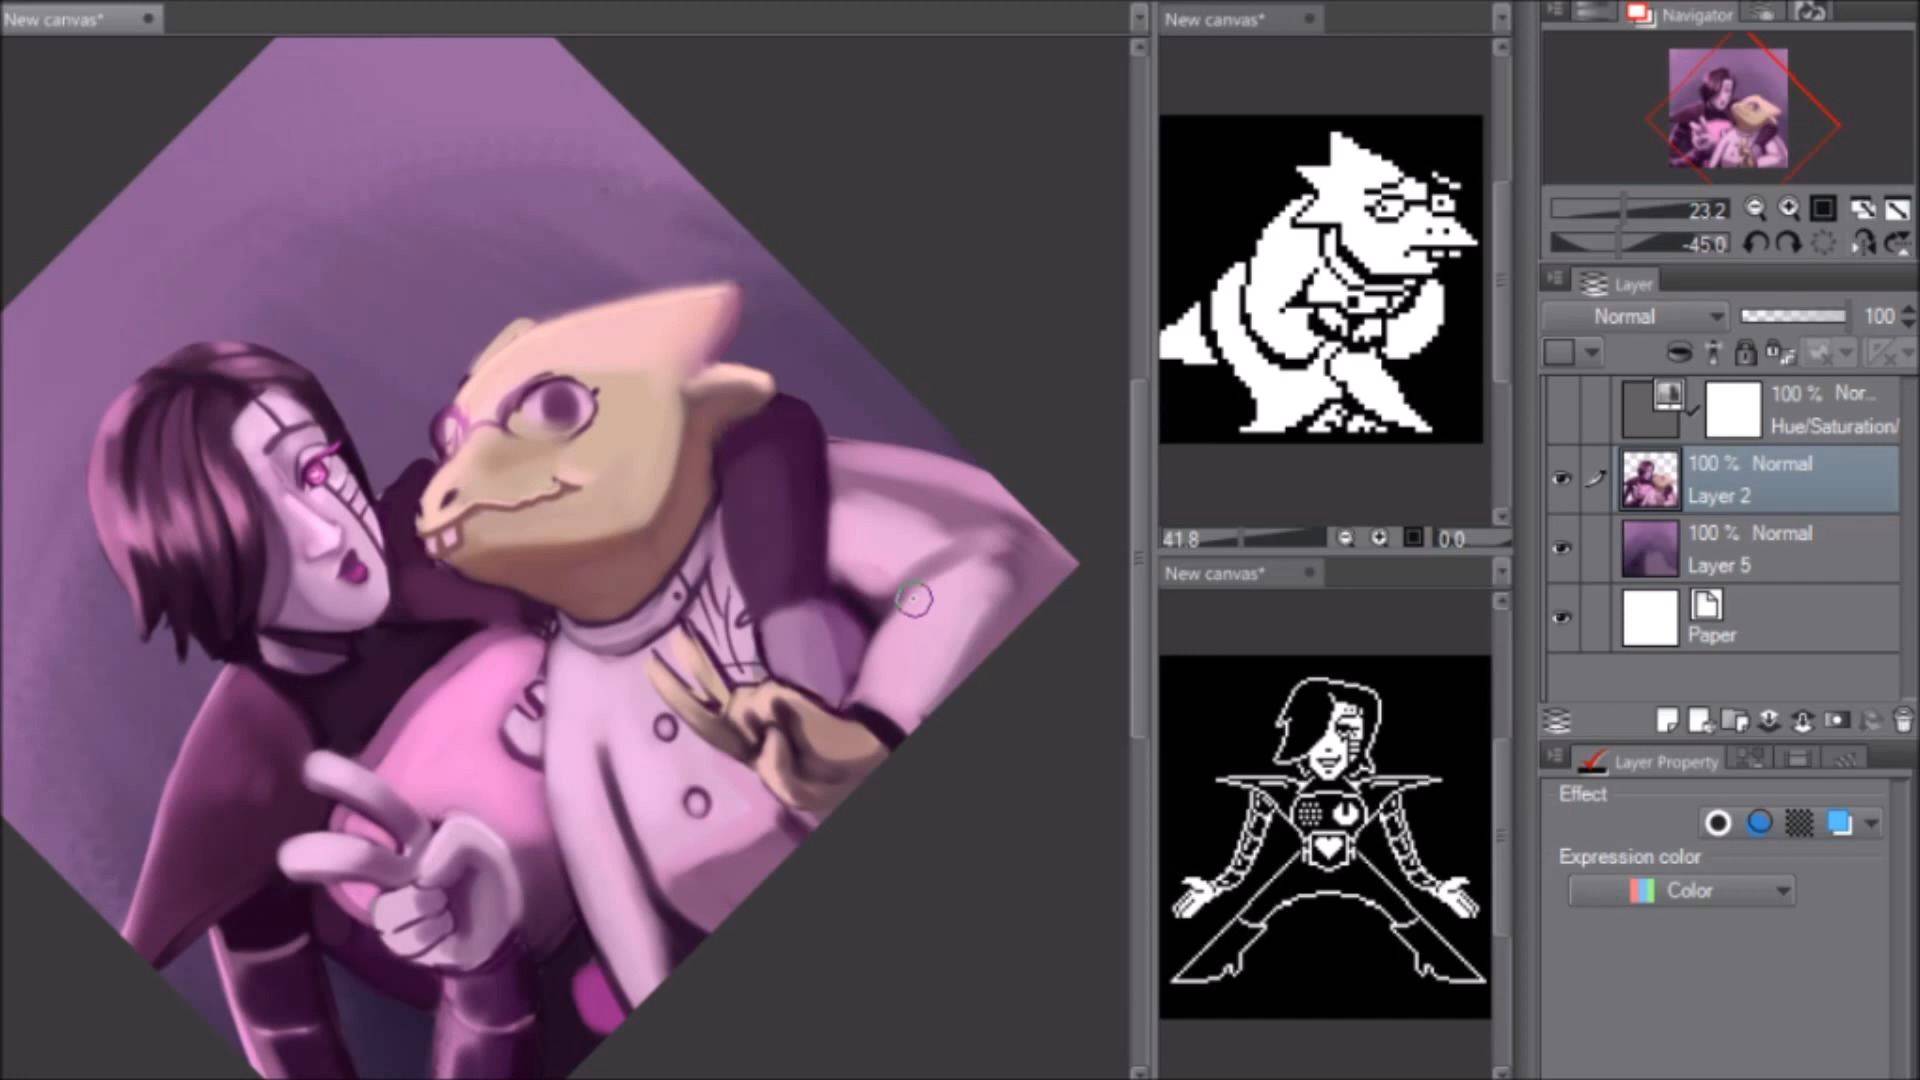 New canvas*
New canvas*
41.8
0.0
New canvas*
Navigator
23.2
-45.0
Layer
Normal
100
100 % Nor...
Hue/Saturation/
100 % Normal
Layer 2
100 % Normal
Layer 5
Paper
Layer Property
Effect
Expression color
Color